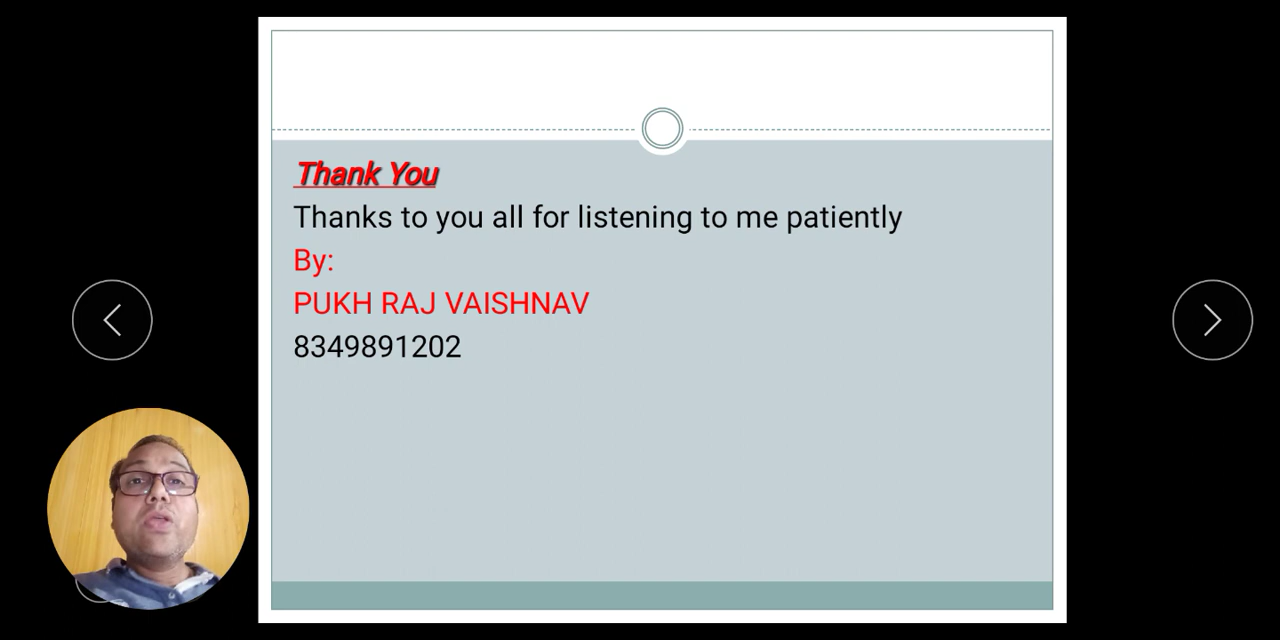 Thank You
Thanks to you all for listening to me patiently
By:
PUKH RAJ VAISHNAV
8349891202